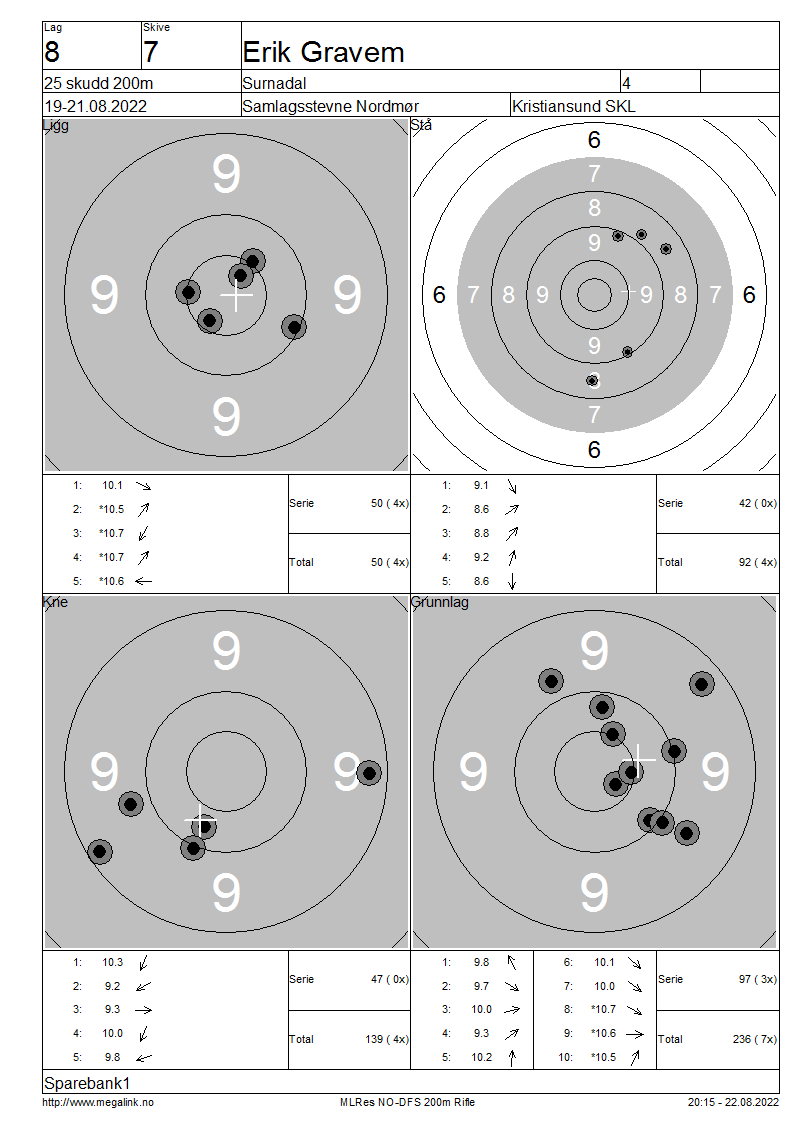 Lag Skive
8 7 Erik Gravem
25 skudd 200m Surnadal 4
19-21.08.2022 Samlagsstevne Nordmør Kristiansund SKL
Ligg
9
9 9
9
Stå
6
7
8
9
6 7 8 9 9 8 7 6
9
8
7
6
1: 10.1
2: *10.5
3: *10.7
4: *10.7
5: *10.6
Serie 50 ( 4x)
Total 50 ( 4x)
1: 9.1
2: 8.6
3: 8.8
4: 9.2
5: 8.6
Serie 42 ( 0x)
Total 92 ( 4x)
Kne
9
9 9
9
Grunnlag
9
9 9
9
1: 10.3
2: 9.2
3: 9.3
4: 10.0
5: 9.8
Serie 47 ( 0x)
Total 139 ( 4x)
1: 9.8
2: 9.7
3: 10.0
4: 9.3
5: 10.2
6: 10.1
7: 10.0
8: *10.7
9: *10.6
10: *10.5
Serie 97 ( 3x)
Total 236 ( 7x)
Sparebank1
http://www.megalink.no MLRes NO-DFS 200m Rifle 20:15 - 22.08.2022